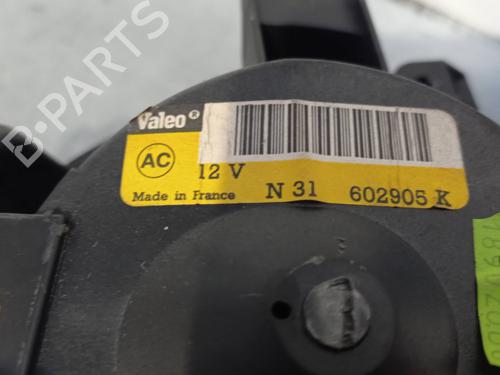 B-PARTS
Valeo®
AC
12 V
Made in France
N 31
602905 K